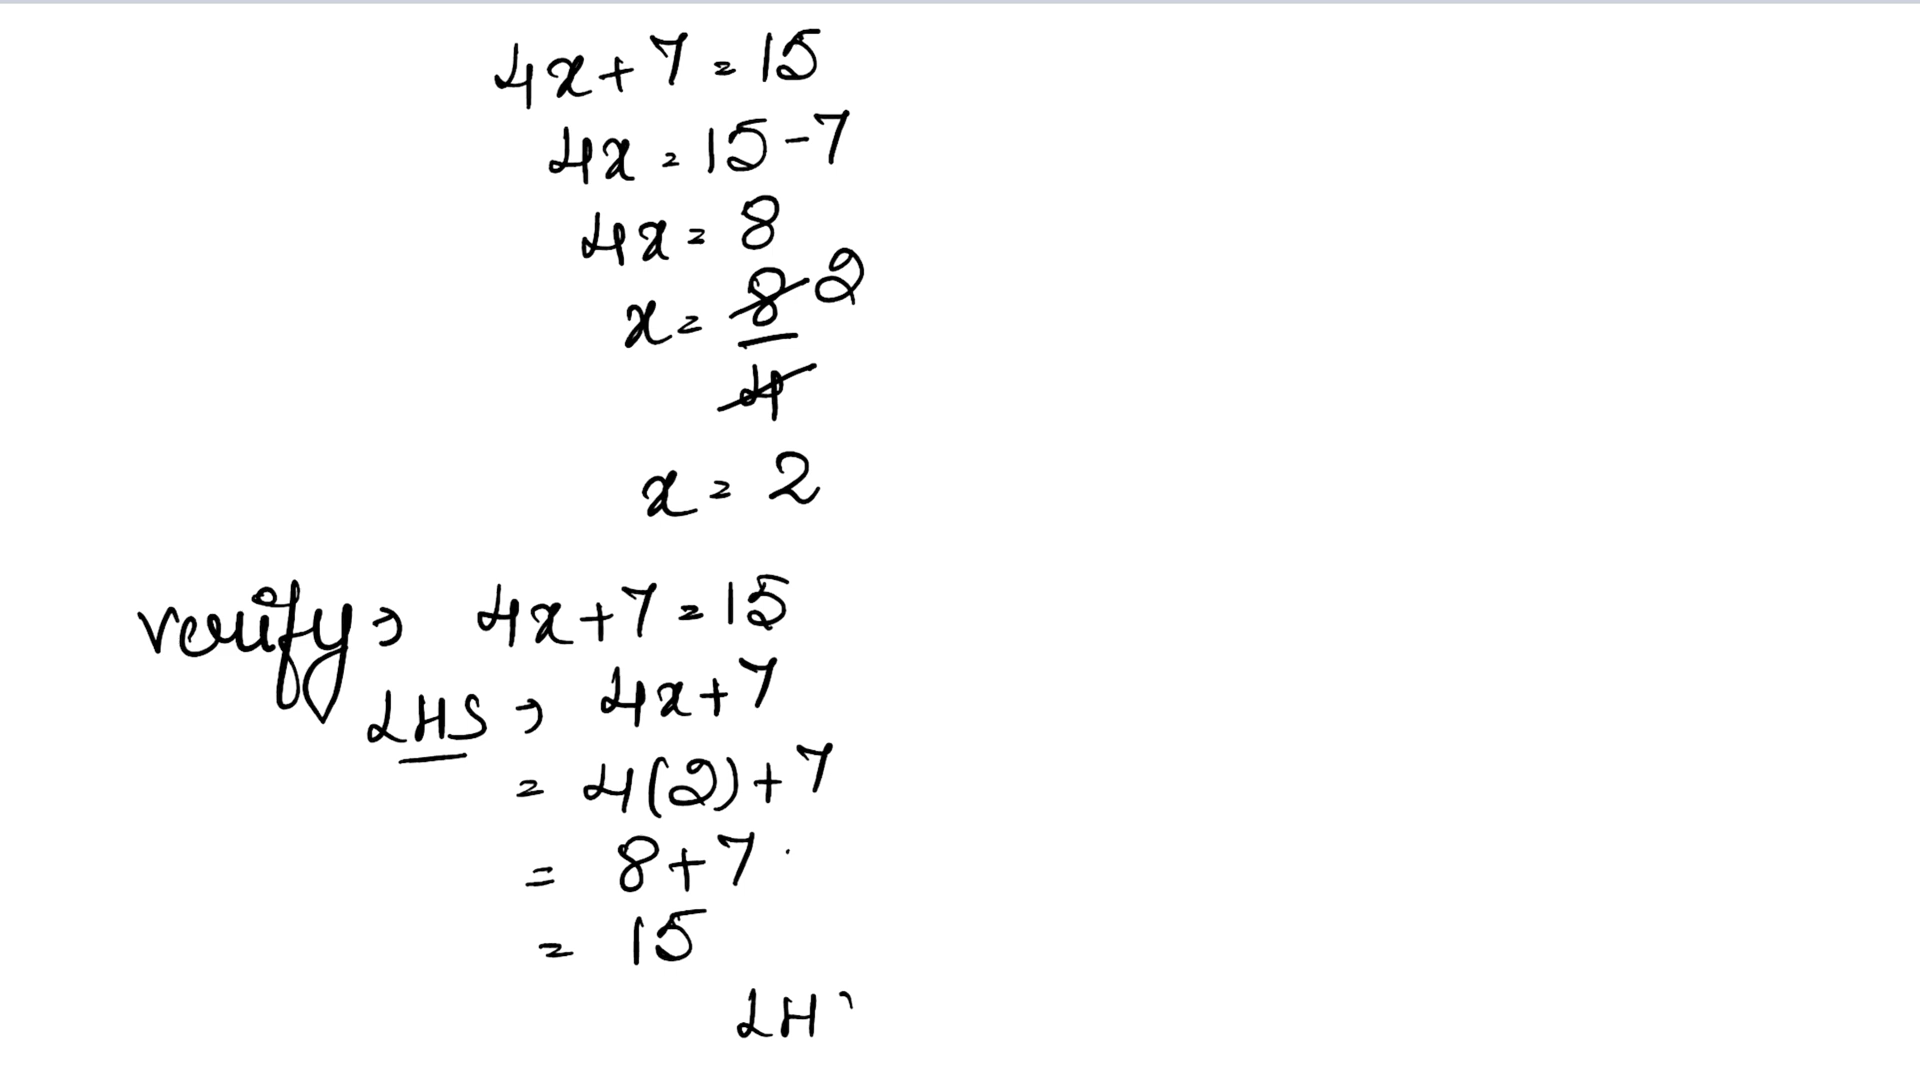 4x+7=15
4x=15-7
4x=8
x=8/4 2
x=2
verify→ 4x+7=15
LHS→ 4x+7
=4(2)+7
=8+7
=15
LH